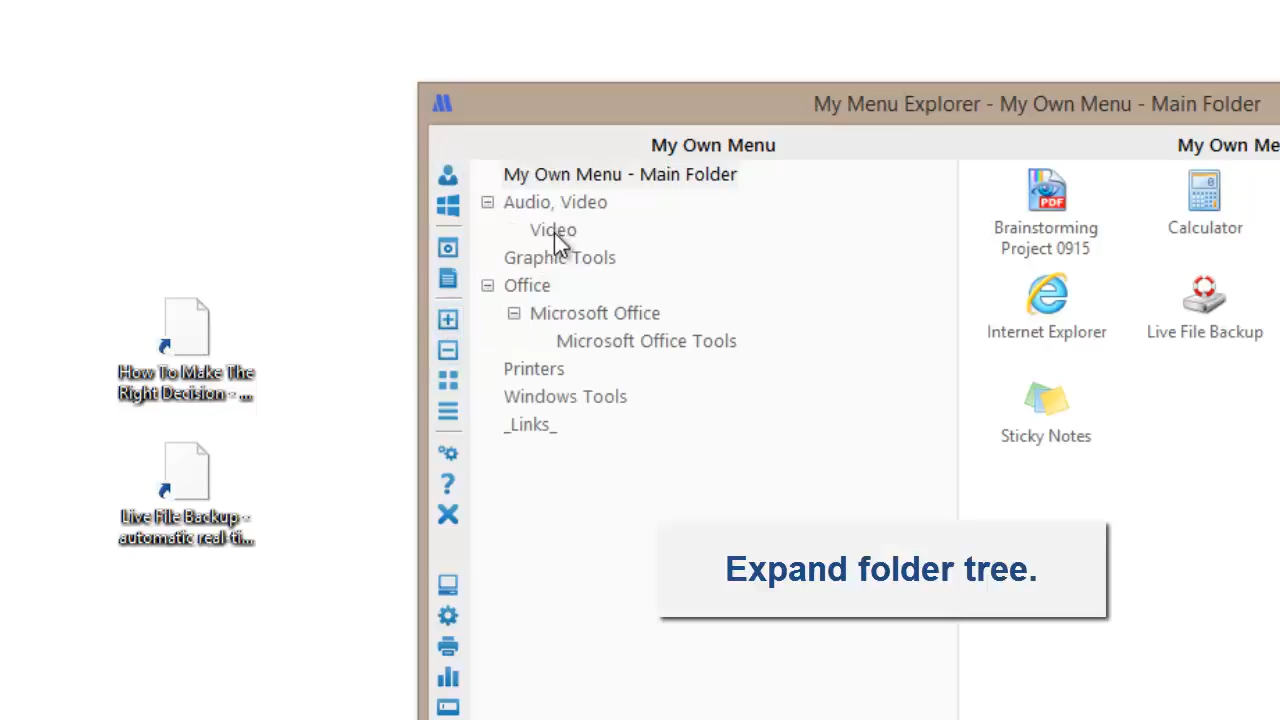 My Menu Explorer - My Own Menu - Main Folder
My Own Menu
My Own Menu - Main Folder
Audio, Video
Video
Graphic Tools
Office
Microsoft Office
Microsoft Office Tools
Printers
Windows Tools
_Links_
My Own Me
Brainstorming
Project 0915
Calculator
Internet Explorer
Live File Backup
Sticky Notes
PDF
How To Make The
Right Decision - ...
Live File Backup -
automatic real-ti...
Expand folder tree.